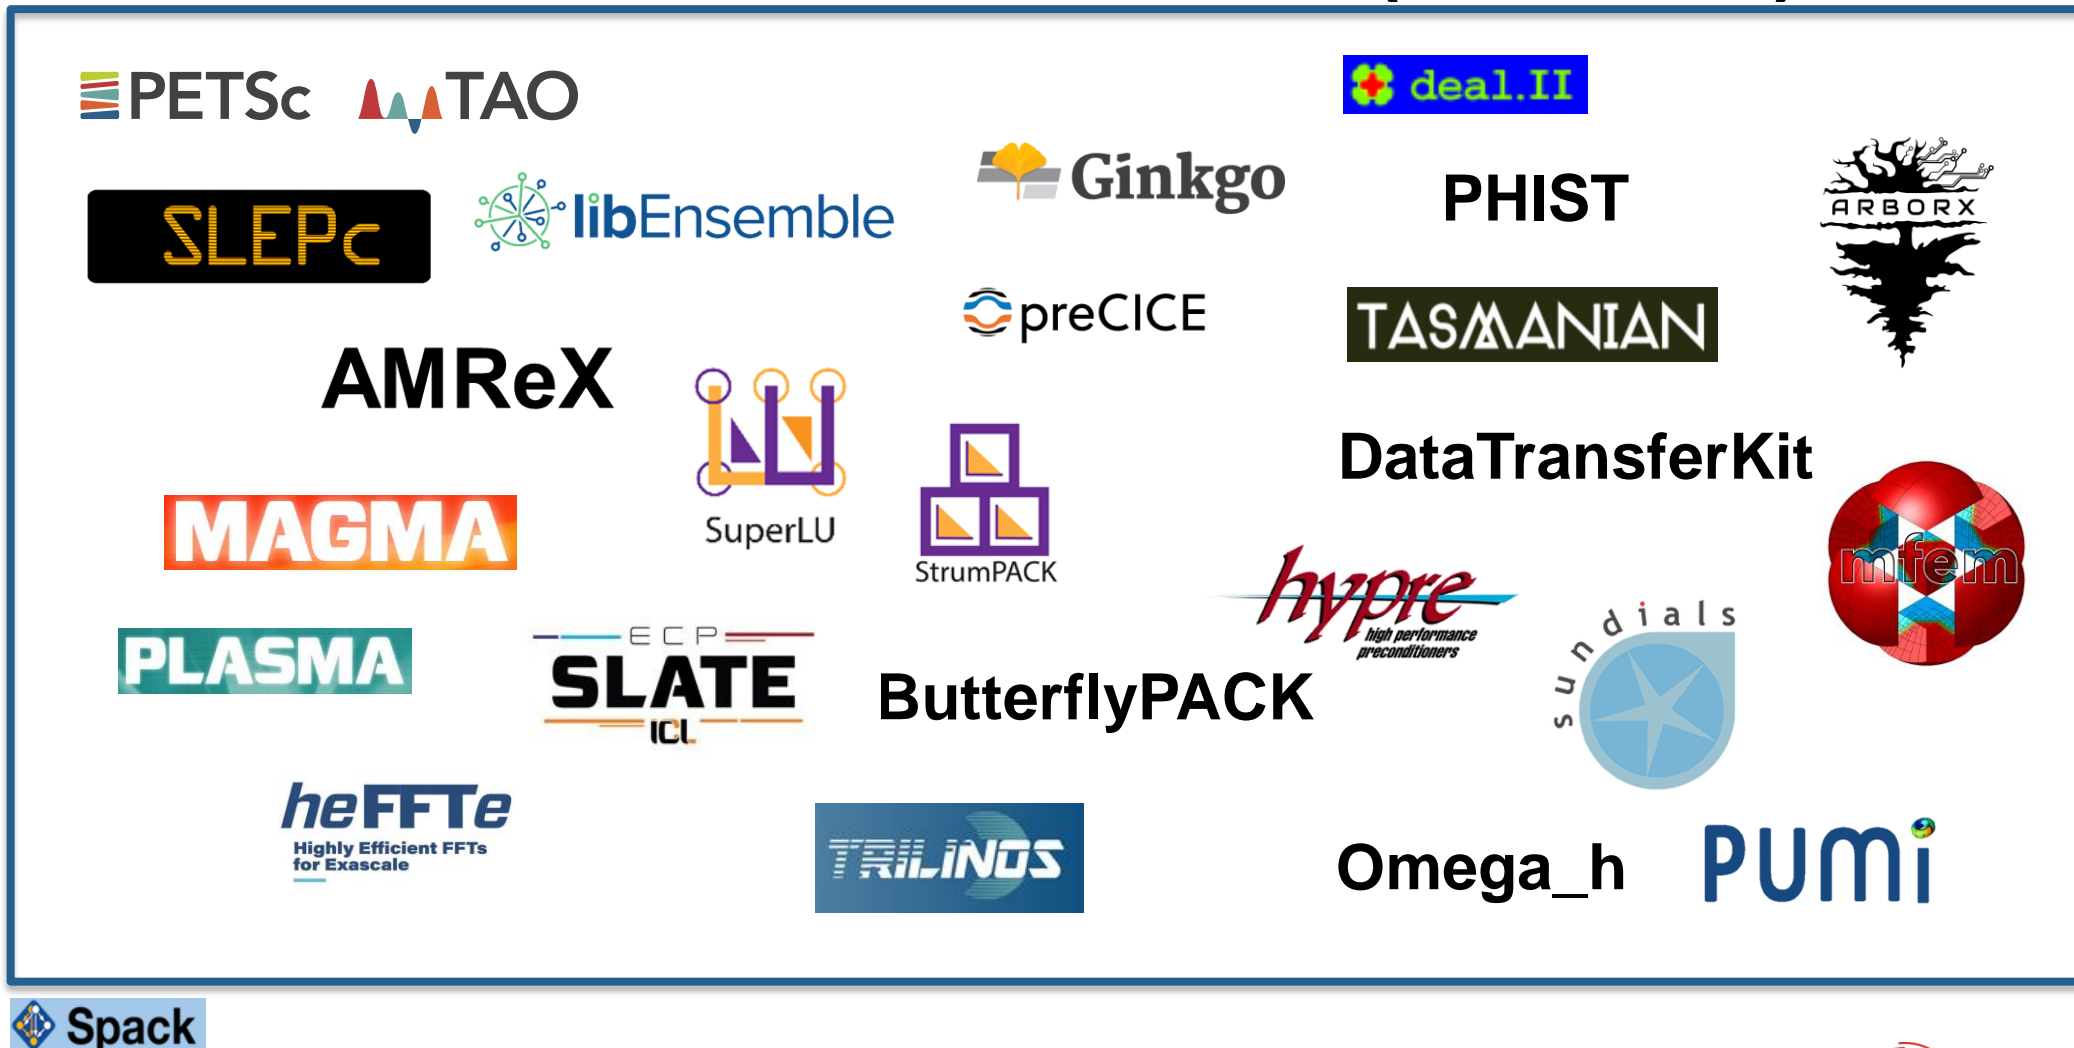 PETSc TAO
deal.II
Ginkgo
PHIST
ARBORX
SLEPc
libEnsemble
preCICE
TASMANIAN
AMReX
SuperLU
StrumPACK
DataTransferKit
MAGMA
mfem
hypre
high performance
preconditioners
sundials
PLASMA
ECP
SLATE
ICL
ButterflyPACK
heFFTe
Highly Efficient FFTs
for Exascale
TRILINOS
Omega_h
PUMi
Spack